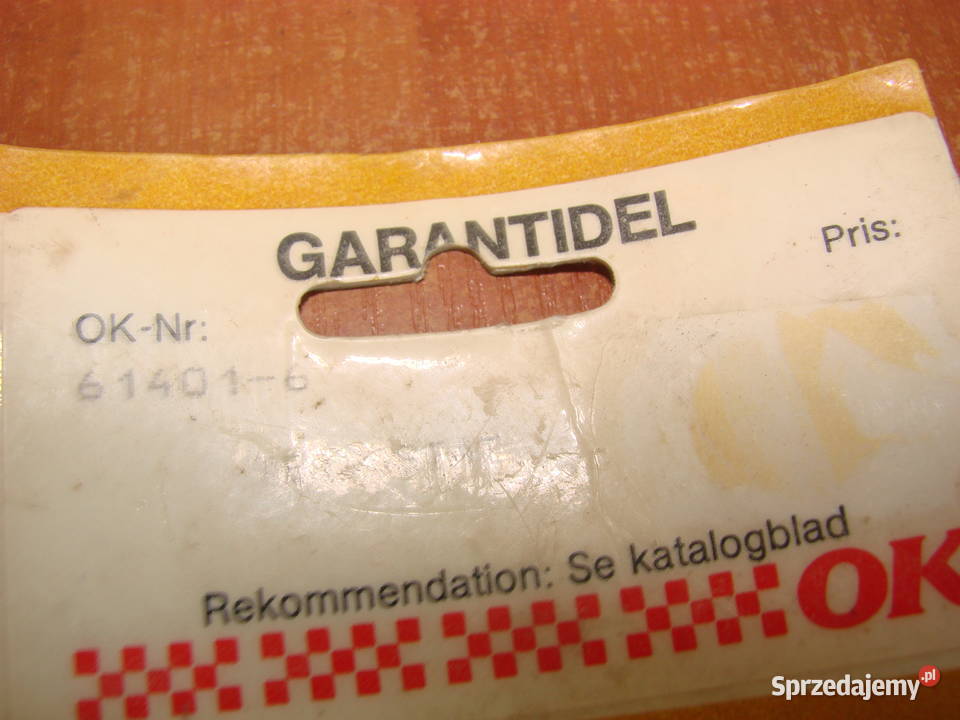 GARANTIDEL
Pris:
OK-Nr:
61401-6
Rekommendation: Se katalogblad
OK
Sprzedajemy.pl